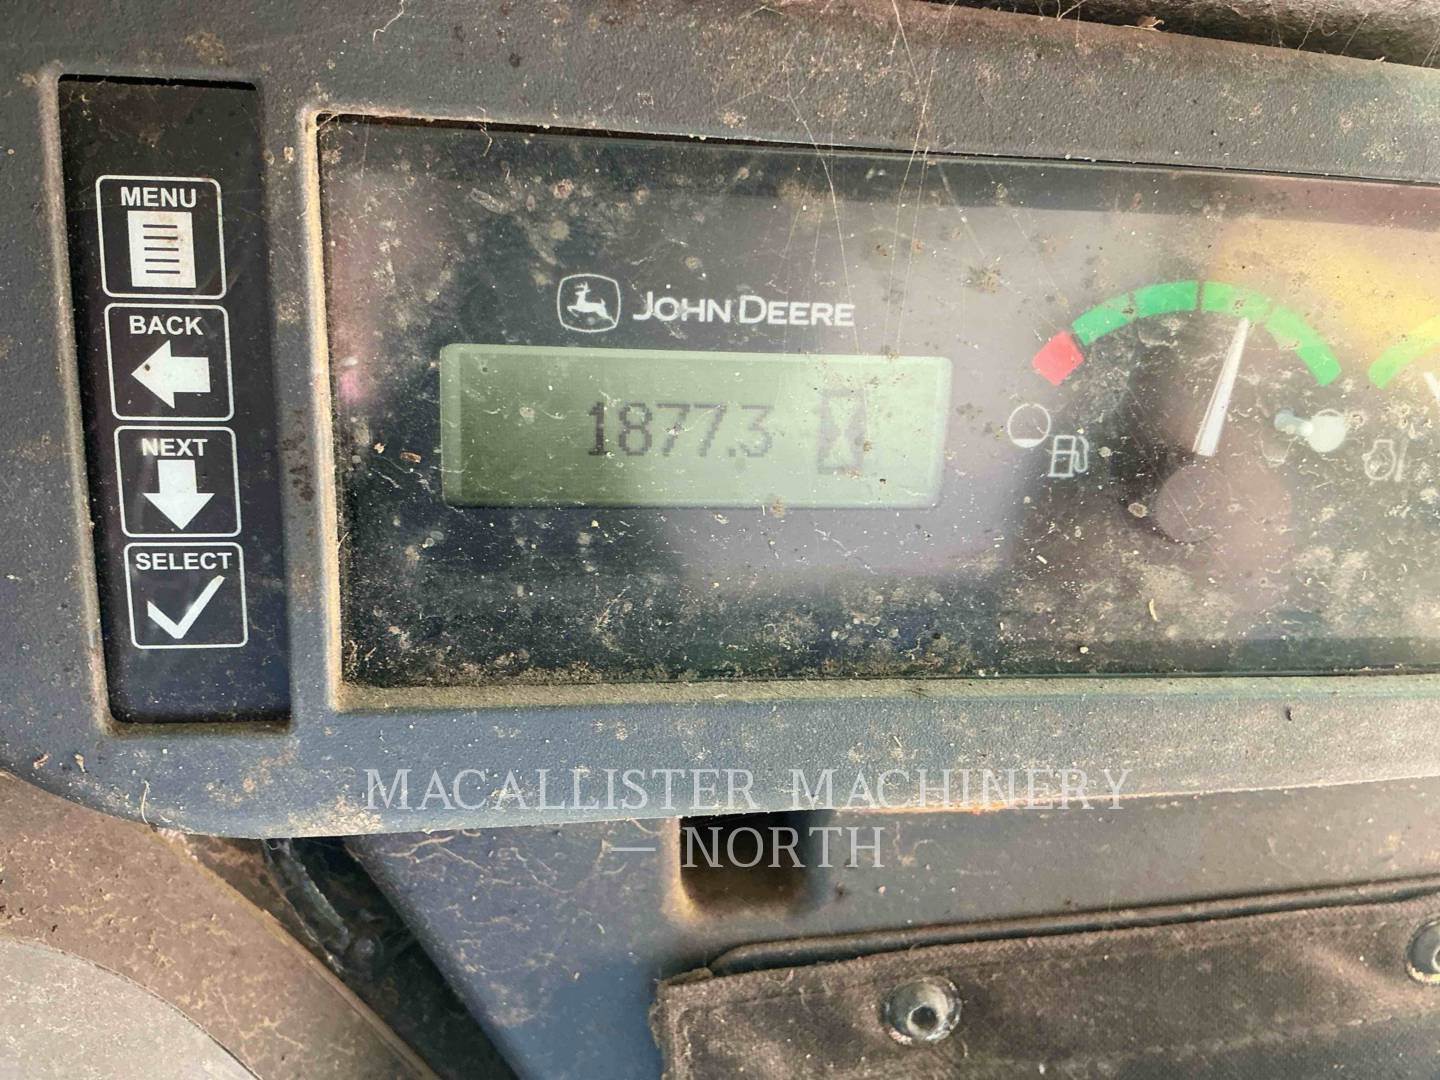 MENU
BACK
NEXT
SELECT
JOHN DEERE
1877.3
MACALLISTER MACHINERY
— NORTH